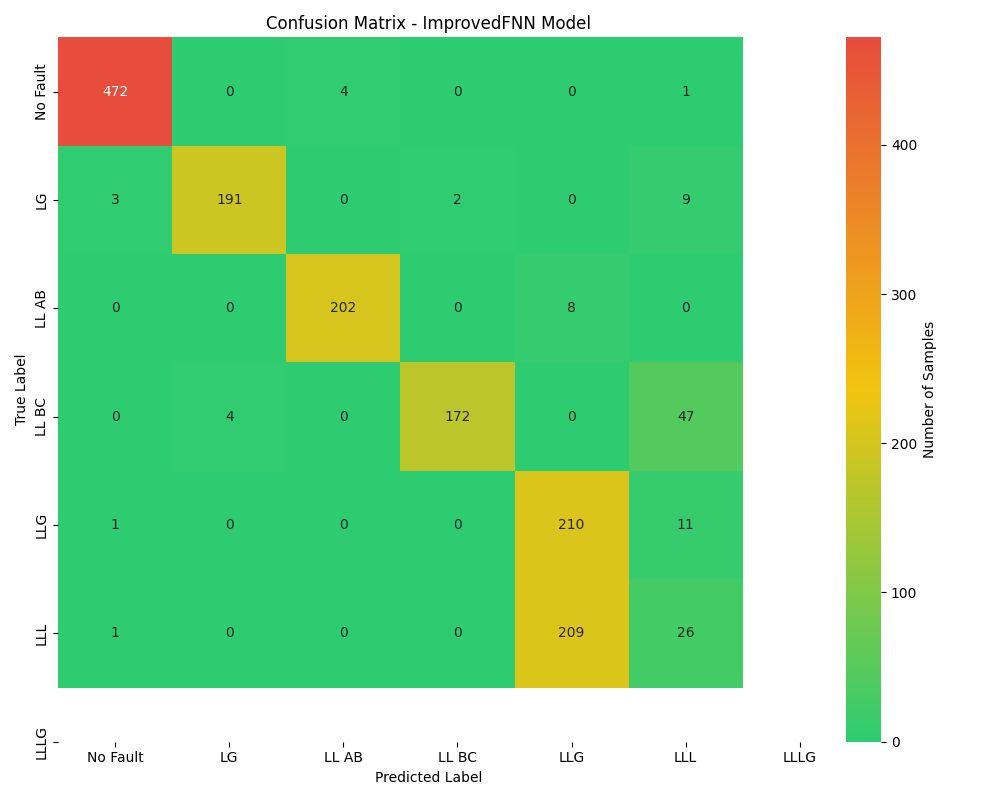 Confusion Matrix - ImprovedFNN Model
No Fault 472 0 4 0 0 1
LG 3 191 0 2 0 9
LL AB 0 0 202 0 8 0
LL BC 0 4 0 172 0 47
LLG 1 0 0 0 210 11
LLL 1 0 0 0 209 26
LLLG
True Label
No Fault LG LL AB LL BC LLG LLL LLLG
Predicted Label
400
300
200
100
0
Number of Samples